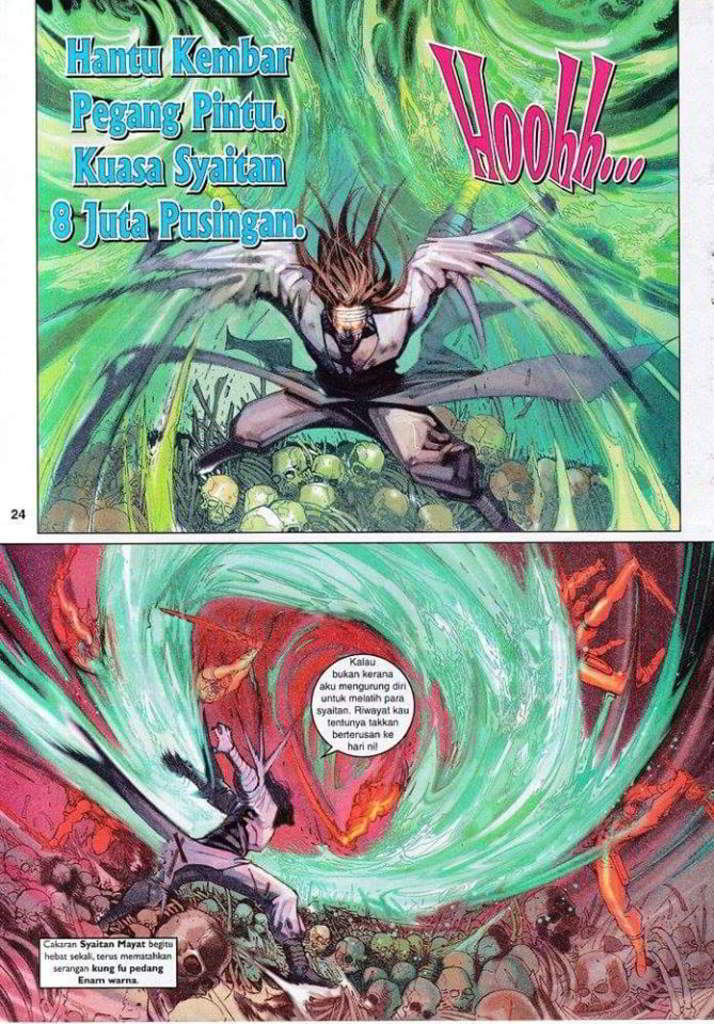 Hantu Kembar
Pegang Pintu.
Kuasa Syaitan
8 Juta Pusingan.
Hoohh...
24
Kalau
bukan kerana
aku mengurung diri
untuk melatih para
syaitan. Riwayat kau
tentunya takkan
berterusan ke
hari ni!
Cakaran Syaitan Mayat begitu
hebat sekali, terus mematahkan
serangan kung fu pedang
Enam warna.